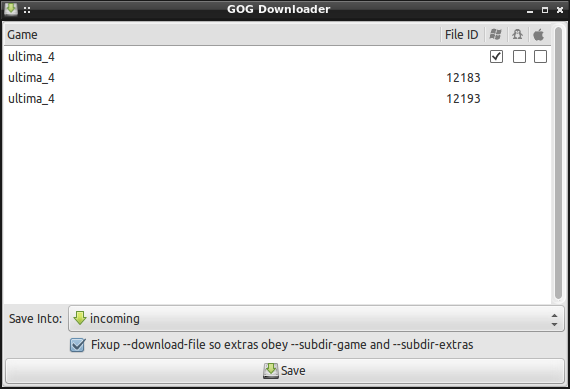 GOG Downloader
Game File ID
ultima_4
ultima_4 12183
ultima_4 12193
Save Into: incoming
Fixup --download-file so extras obey --subdir-game and --subdir-extras
Save